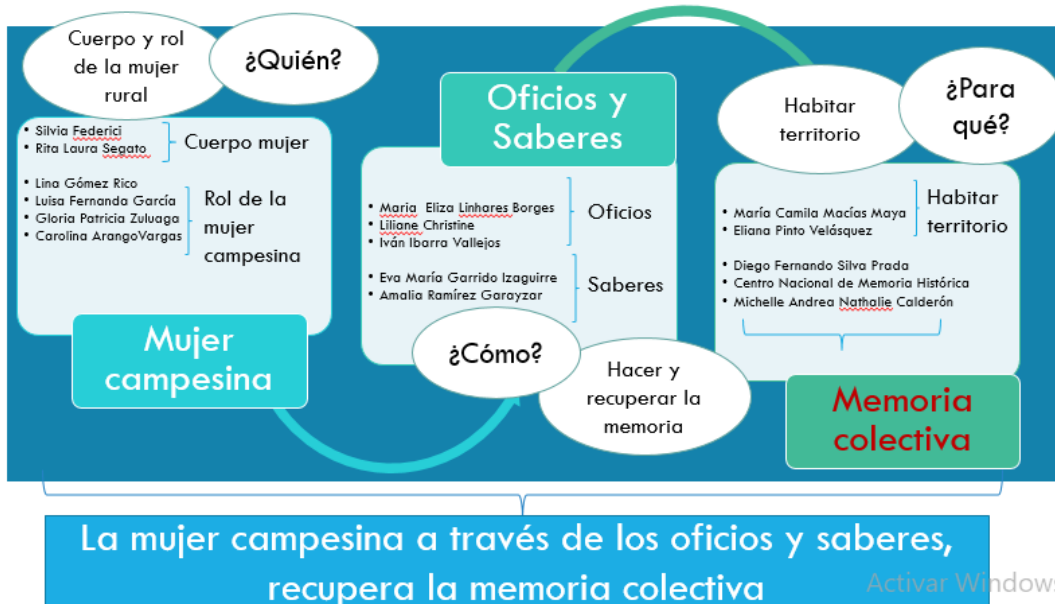 Cuerpo y rol
de la mujer
rural
¿Quién?
• Silvia Federici
• Rita Laura Segato
Cuerpo mujer
• Lina Gómez Rico
• Luisa Fernanda García
• Gloria Patricia Zuluaga
• Carolina ArangoVargas
Rol de la
mujer
campesina
Mujer
campesina
Oficios y
Saberes
• Maria Eliza Linhares Borges
• Liliane Christine
• Iván Ibarra Vallejos
Oficios
• Eva María Garrido Izaguirre
• Amalia Ramírez Garayzar
Saberes
¿Cómo?
Hacer y
recuperar la
memoria
Habitar
territorio
¿Para
qué?
• María Camila Macías Maya
• Eliana Pinto Velásquez
Habitar
territorio
• Diego Fernando Silva Prada
• Centro Nacional de Memoria Histórica
• Michelle Andrea Nathalie Calderón
Memoria
colectiva
La mujer campesina a través de los oficios y saberes,
recupera la memoria colectiva
Activar Windows